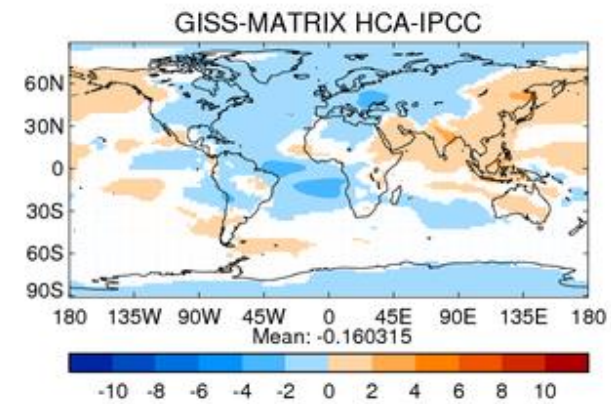 GISS-MATRIX HCA-IPCC
60N
30N
0
30S
60S
90S
180 135W 90W 45W 0 45E 90E 135E 180
Mean: -0.160315
-10 -8 -6 -4 -2 0 2 4 6 8 10